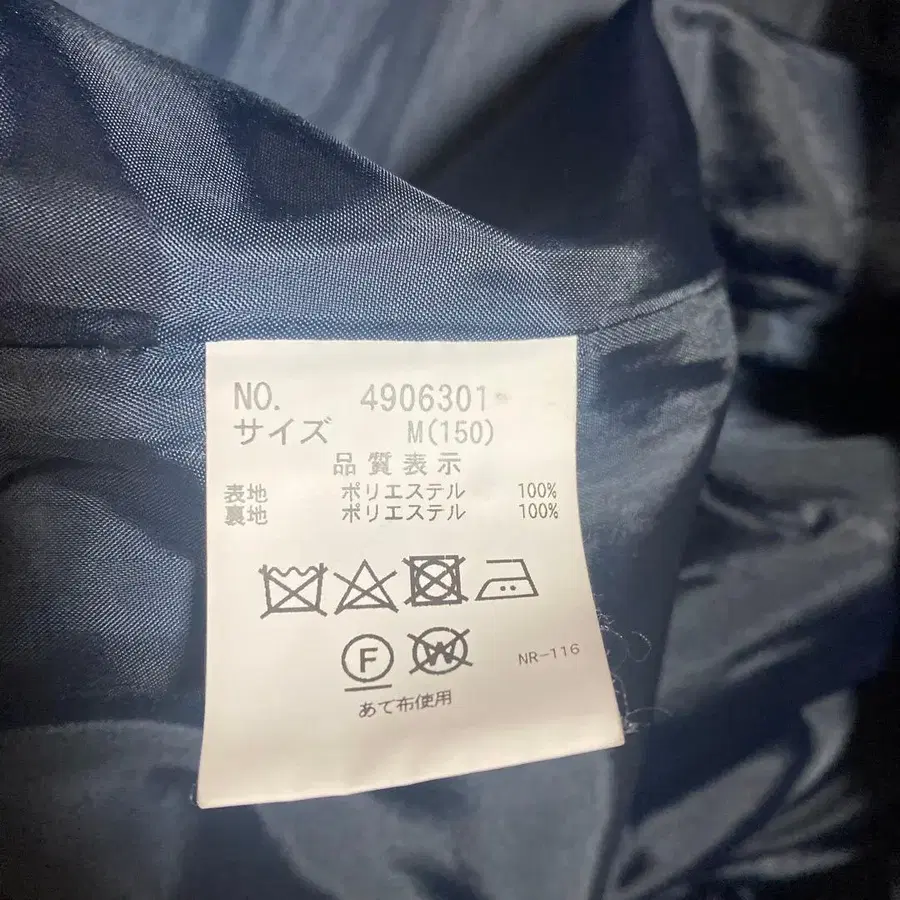 NO. 4906301
サイズ M(150)
品質表示
表地 ポリエステル 100%
裏地 ポリエステル 100%
F W
NR-116
あて布使用